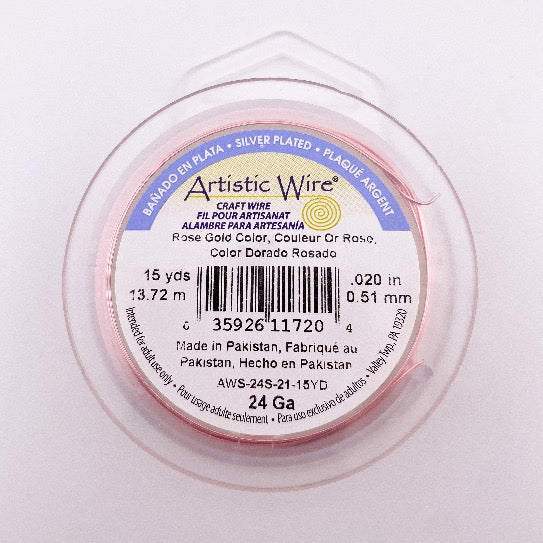 BAÑADO EN PLATA • SILVER PLATED • PLAQUÉ ARGENT
Artistic Wire®
CRAFT WIRE
FIL POUR ARTISANAT
ALAMBRE PARA ARTESANÍA
Rose Gold Color, Couleur Or Rose,
Color Dorado Rosado
15 yds
13.72 m
.020 in
0.51 mm
0 35926 11720 4
Made in Pakistan, Fabriqué au
Pakistan, Hecho en Pakistan
AWS-24S-21-15YD
24 Ga
Intended for adult use only • Pour usage adulte seulement • Para uso exclusivo de adultos • Valley Twp, PA 19320